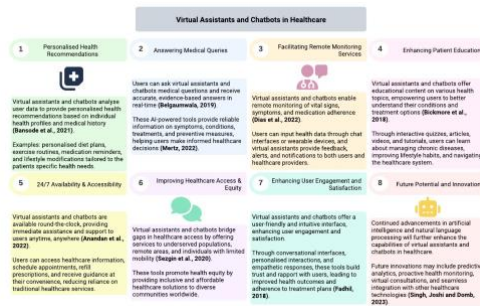 Virtual Assistants and Chatbots in Healthcare
1
Personalised Health
Recommendations
Virtual assistants and chatbots analyse
user data to provide personalised health
recommendations based on individual
health profiles and medical history
(Bansode et al., 2021).
Examples: personalised diet plans,
exercise routines, medication reminders,
and lifestyle modifications tailored to the
patients specific health needs.
2
Answering Medical Queries
Users can ask virtual assistants and
chatbots medical questions and receive
accurate, evidence-based answers in
real-time (Belgaumwala, 2019).
These AI-powered tools provide reliable
information on symptoms, conditions,
treatments, and preventive measures,
helping users make informed healthcare
decisions (Mertz, 2022).
3
Facilitating Remote Monitoring
Services
Virtual assistants and chatbots enable
remote monitoring of vital signs,
symptoms, and medication adherence
(Dias et al., 2022).
Users can input health data through chat
interfaces or wearable devices, and
virtual assistants provide feedback,
alerts, and notifications to both users and
healthcare providers.
4
Enhancing Patient Education
Virtual assistants and chatbots offer
educational content on various health
topics, empowering users to better
understand their conditions and
treatment options (Bickmore et al.,
2018).
Through interactive quizzes, articles,
videos, and tutorials, users can learn
about managing chronic diseases,
improving lifestyle habits, and navigating
the healthcare system.
5
24/7 Availability & Accessibility
Virtual assistants and chatbots are
available round-the-clock, providing
immediate assistance and support to
users anytime, anywhere (Anandan et al.,
2022).
Users can access healthcare information,
schedule appointments, refill
prescriptions, and receive guidance at
their convenience, reducing reliance on
traditional healthcare services.
6
Improving Healthcare Access &
Equity
Virtual assistants and chatbots bridge
gaps in healthcare access by offering
services to underserved populations,
remote areas, and individuals with limited
mobility (Sezgin et al., 2020).
These tools promote health equity by
providing inclusive and affordable
healthcare solutions to diverse
communities worldwide.
7
Enhancing User Engagement and
Satisfaction
Virtual assistants and chatbots offer a
user-friendly and intuitive interface,
enhancing user engagement and
satisfaction.
Through conversational interfaces,
personalised interactions, and
empathetic responses, these tools build
trust and rapport with users, leading to
improved health outcomes and
adherence to treatment plans (Fadhil,
2018).
8
Future Potential and Innovation
Continued advancements in artificial
intelligence and natural language
processing will further enhance the
capabilities of virtual assistants and
chatbots in healthcare.
Future innovations may include predictive
analytics, proactive health monitoring,
virtual consultations, and seamless
integration with other healthcare
technologies (Singh, Joshi and Domb,
2023)